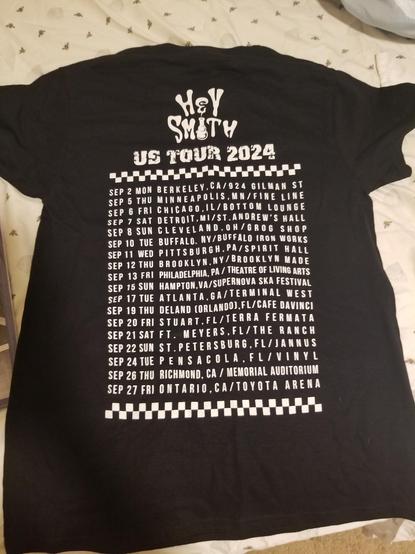 HEY
SMITH
US TOUR 2024
SEP 2 MON BERKELEY,CA/924 GILMAN ST
SEP 5 THU MINNEAPOLIS,MN/FINE LINE
SEP 6 FRI CHICAGO,IL/BOTTOM LOUNGE
SEP 7 SAT DETROIT,MI/ST.ANDREW'S HALL
SEP 8 SUN CLEVELAND,OH/GROG SHOP
SEP 10 TUE BUFFALO, NY/BUFFALO IRON WORKS
SEP 11 WED PITTSBURGH,PA/SPIRIT HALL
SEP 12 THU BROOKLYN,NY/BROOKLYN MADE
SEP 13 FRI PHILADELPHIA, PA/ THEATRE OF LIVING ARTS
SEP 15 SUN HAMPTON,VA/SUPERNOVA SKA FESTIVAL
SEP 17 TUE ATLANTA,GA/TERMINAL WEST
SEP 19 THU DELAND (ORLANDO),FL/CAFE DAVINCI
SEP 20 FRI STUART,FL/TERRA FERMATA
SEP 21 SAT FT. MEYERS,FL/THE RANCH
SEP 22 SUN ST.PETERSBURG,FL/JANNUS
SEP 24 TUE PENSACOLA,FL/VINYL
SEP 26 THU RICHMOND, CA / MEMORIAL AUDITORIUM
SEP 27 FRI ONTARIO,CA/TOYOTA ARENA